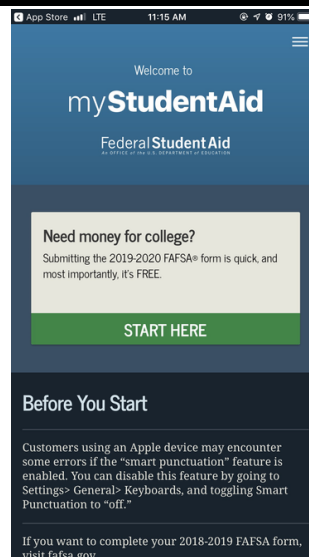 App Store LTE 11:15 AM 91%
Welcome to
myStudentAid
Federal Student Aid
An OFFICE of the U.S. DEPARTMENT of EDUCATION
Need money for college?
Submitting the 2019-2020 FAFSA® form is quick, and
most importantly, it's FREE.
START HERE
Before You Start
Customers using an Apple device may encounter
some errors if the “smart punctuation” feature is
enabled. You can disable this feature by going to
Settings> General> Keyboards, and toggling Smart
Punctuation to “off.”
If you want to complete your 2018-2019 FAFSA form,
visit fafsa.gov